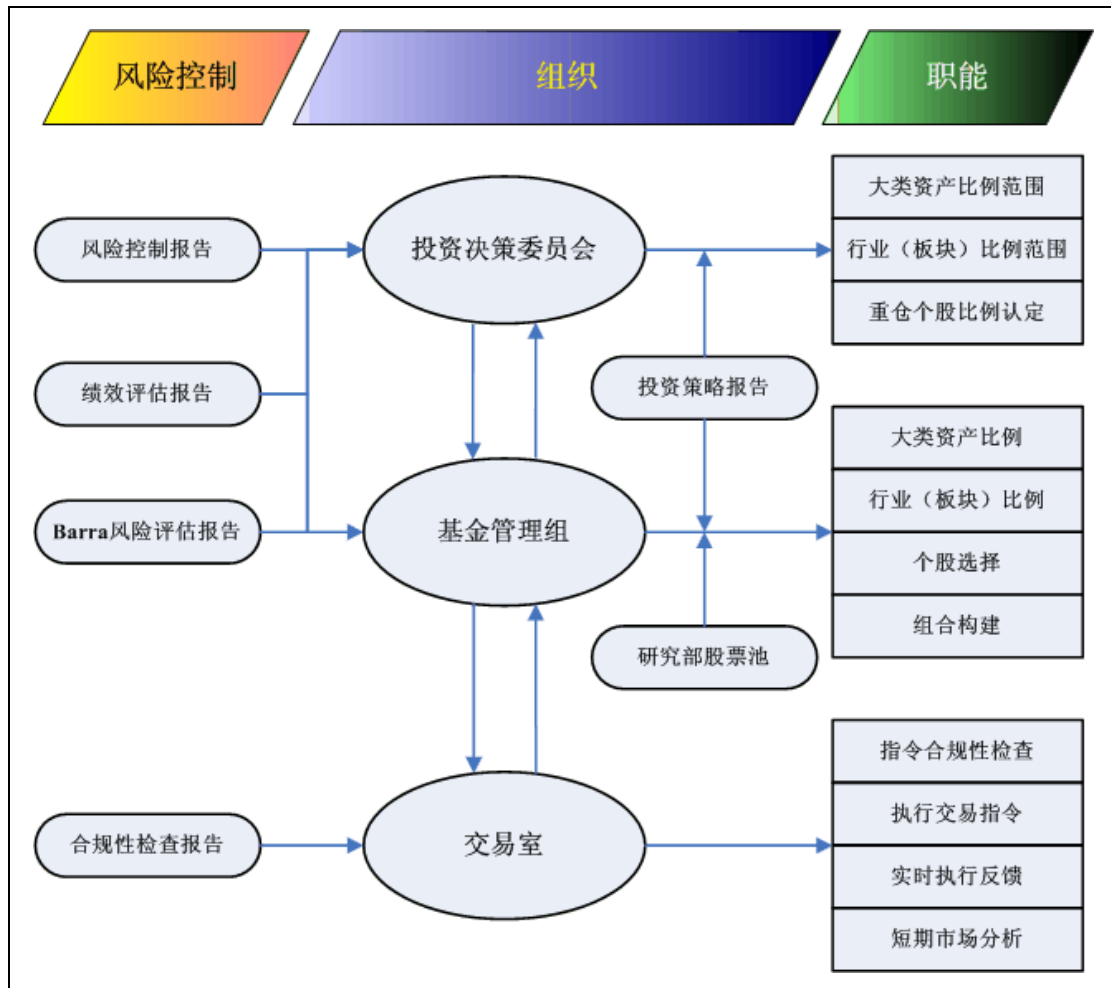 风险控制
组织
职能
大类资产比例范围
风险控制报告
投资决策委员会
行业（板块）比例范围
重仓个股比例认定
绩效评估报告
投资策略报告
大类资产比例
行业（板块）比例
Barra风险评估报告
基金管理组
个股选择
组合构建
研究部股票池
指令合规性检查
执行交易指令
合规性检查报告
交易室
实时执行反馈
短期市场分析